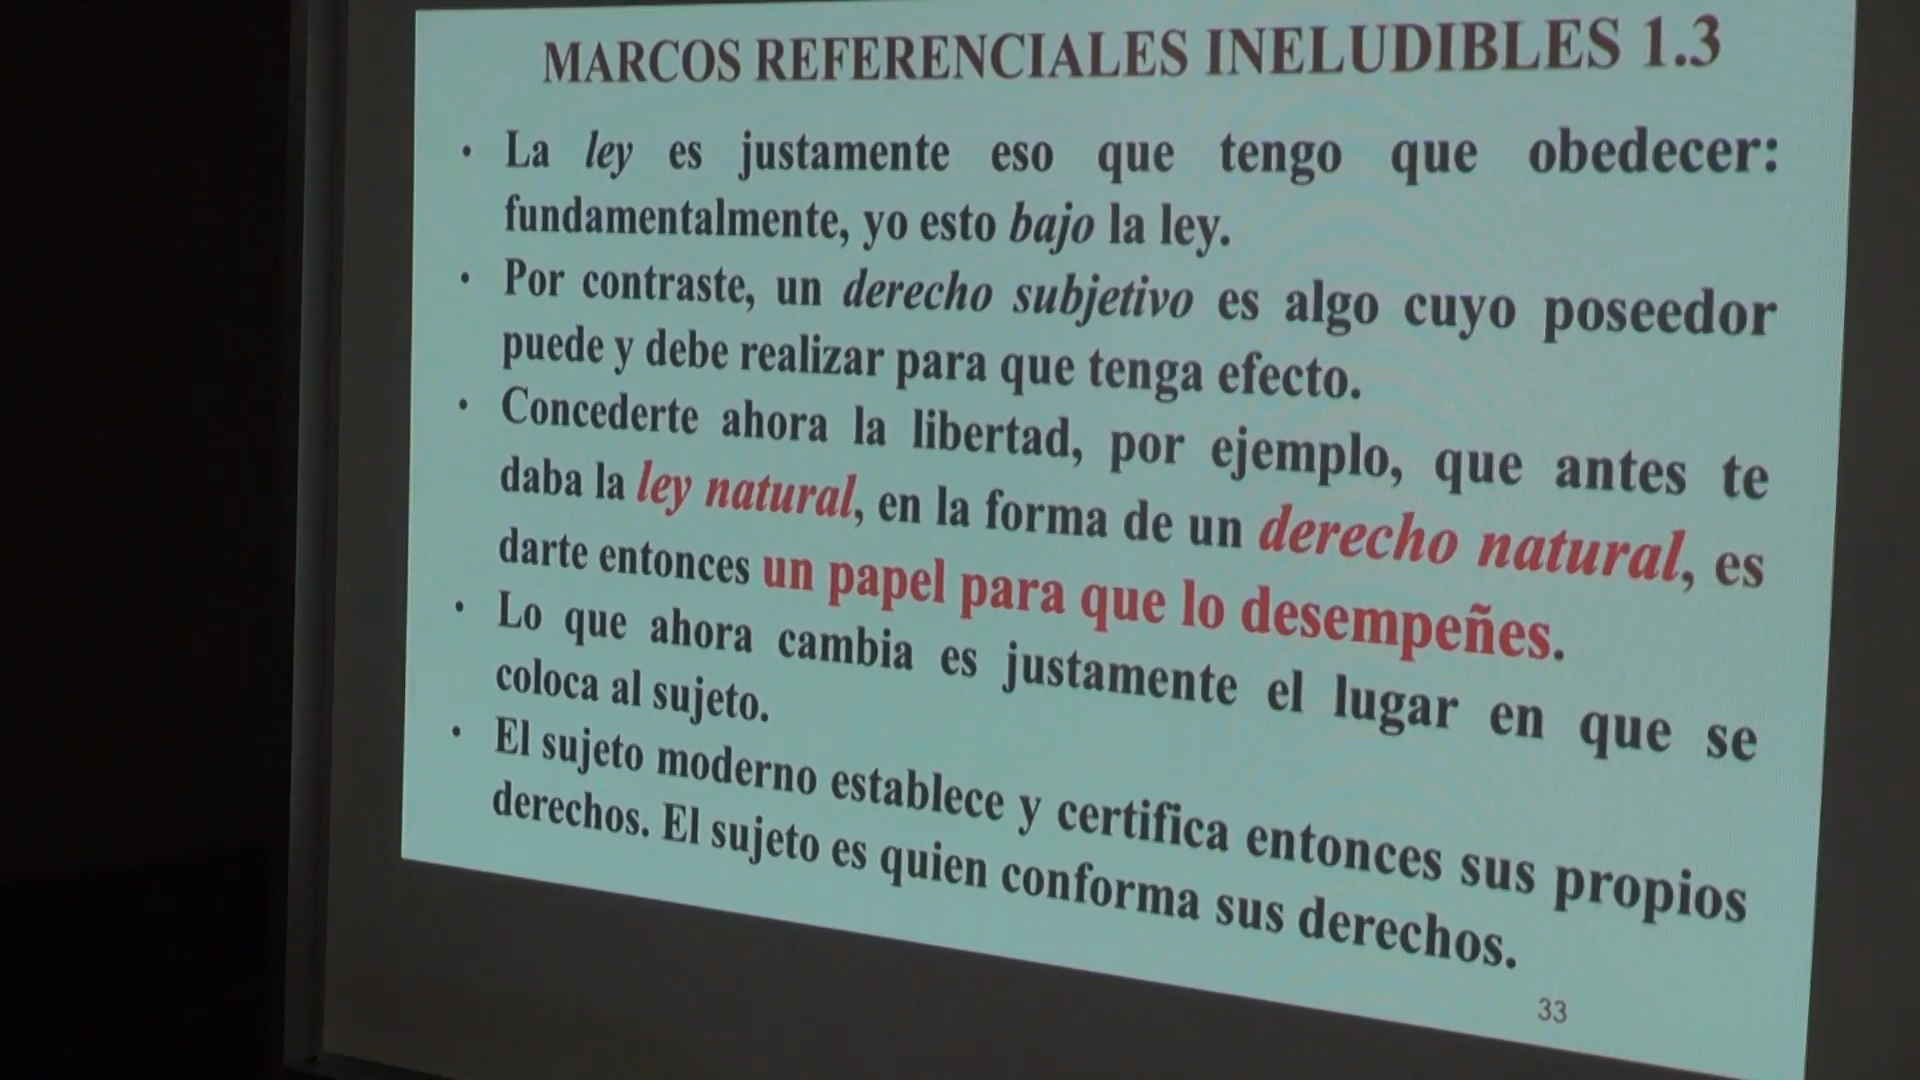 MARCOS REFERENCIALES INELUDIBLES 1.3
• La ley es justamente eso que tengo que obedecer:
fundamentalmente, yo esto bajo la ley.
• Por contraste, un derecho subjetivo es algo cuyo poseedor
puede y debe realizar para que tenga efecto.
• Concederte ahora la libertad, por ejemplo, que antes te
daba la ley natural, en la forma de un derecho natural, es
darte entonces un papel para que lo desempeñes.
• Lo que ahora cambia es justamente el lugar en que se
coloca al sujeto.
• El sujeto moderno establece y certifica entonces sus propios
derechos. El sujeto es quien conforma sus derechos.
33